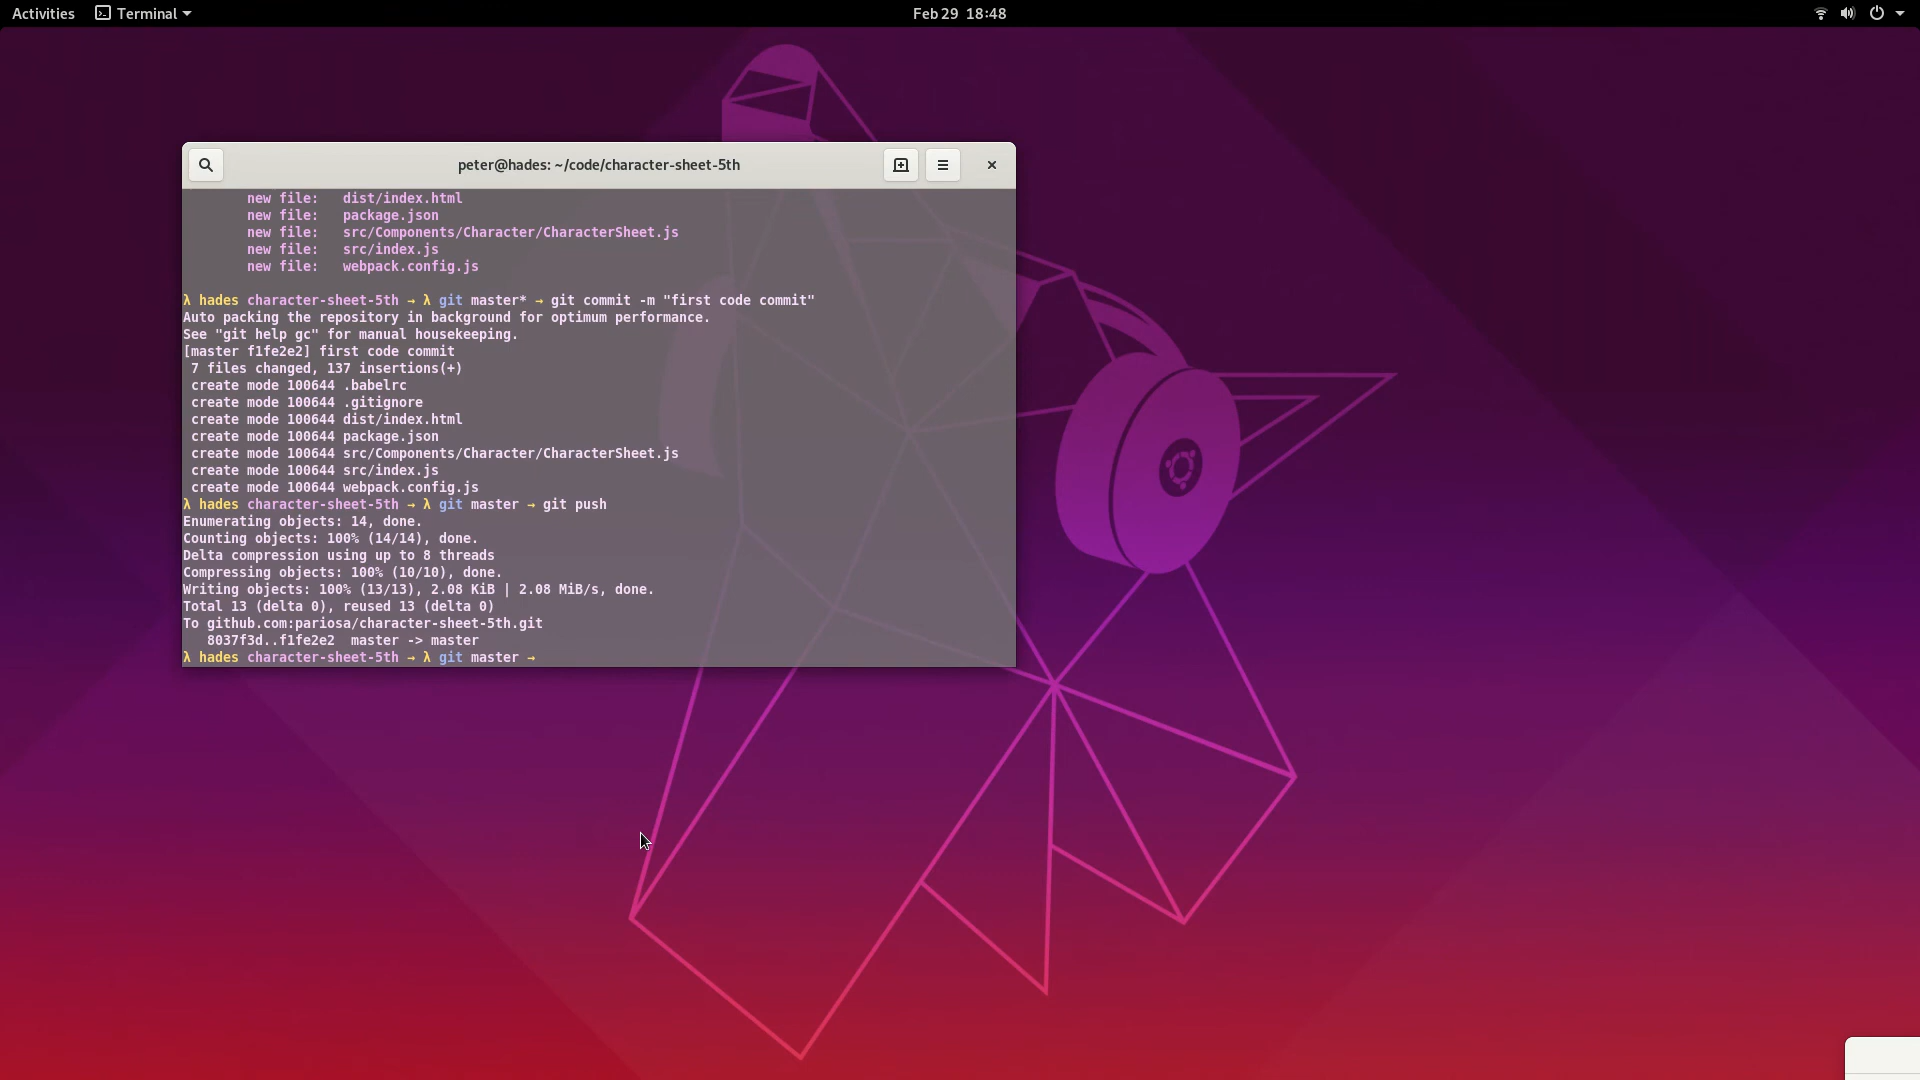 Activities Terminal Feb 29 18:48
peter@hades: ~/code/character-sheet-5th
new file: dist/index.html
new file: package.json
new file: src/Components/Character/CharacterSheet.js
new file: src/index.js
new file: webpack.config.js
λ hades character-sheet-5th → λ git master* → git commit -m "first code commit"
Auto packing the repository in background for optimum performance.
See "git help gc" for manual housekeeping.
[master f1fe2e2] first code commit
7 files changed, 137 insertions(+)
create mode 100644 .babelrc
create mode 100644 .gitignore
create mode 100644 dist/index.html
create mode 100644 package.json
create mode 100644 src/Components/Character/CharacterSheet.js
create mode 100644 src/index.js
create mode 100644 webpack.config.js
λ hades character-sheet-5th → λ git master → git push
Enumerating objects: 14, done.
Counting objects: 100% (14/14), done.
Delta compression using up to 8 threads
Compressing objects: 100% (10/10), done.
Writing objects: 100% (13/13), 2.08 KiB | 2.08 MiB/s, done.
Total 13 (delta 0), reused 13 (delta 0)
To github.com:pariosa/character-sheet-5th.git
8037f3d..f1fe2e2 master -> master
λ hades character-sheet-5th → λ git master →